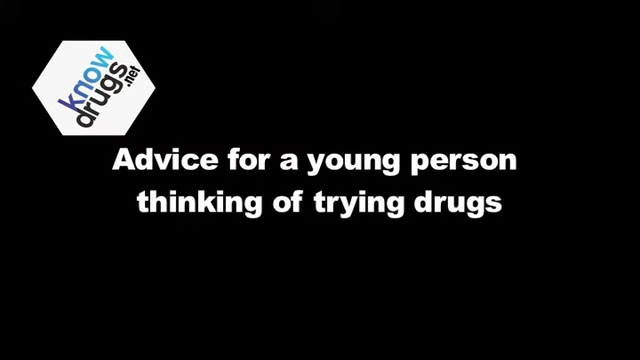 know
drugs.net
Advice for a young person
thinking of trying drugs